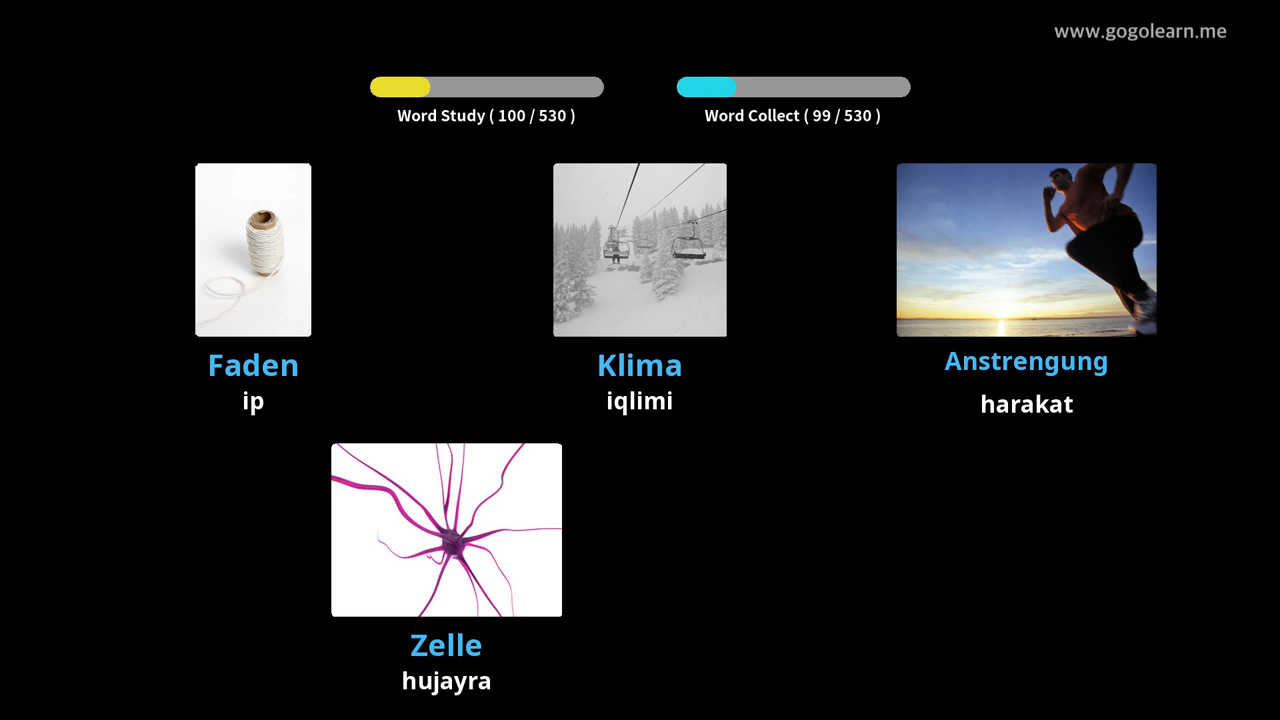 www.gogolearn.me
Word Study ( 100 / 530 )
Word Collect ( 99 / 530 )
Faden
ip
Klima
iqlimi
Anstrengung
harakat
Zelle
hujayra